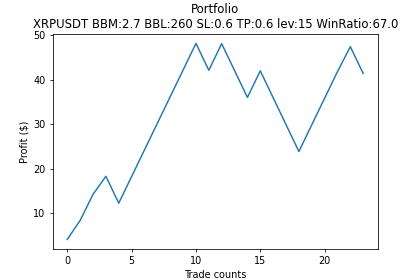 Portfolio
XRPUSDT BBM:2.7 BBL:260 SL:0.6 TP:0.6 lev:15 WinRatio:67.0
50
40
30
20
10
Profit ($)
0 5 10 15 20
Trade counts